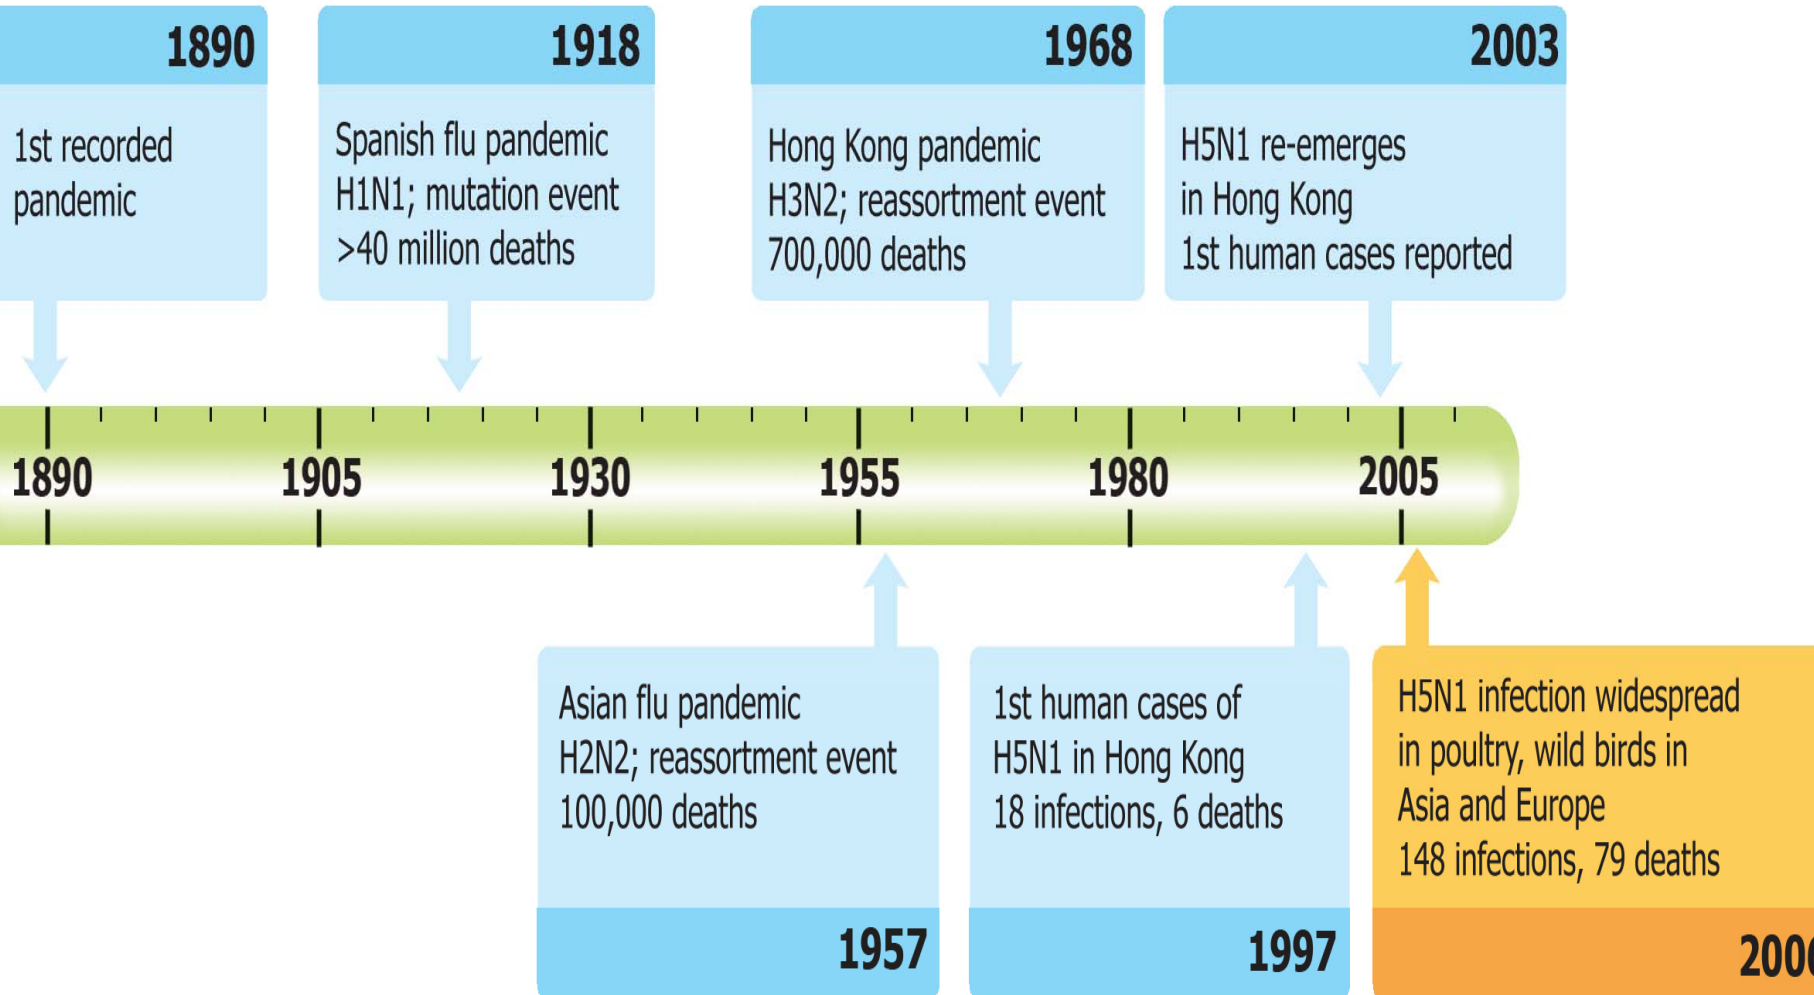 1890
1st recorded
pandemic
1918
Spanish flu pandemic
H1N1; mutation event
>40 million deaths
1968
Hong Kong pandemic
H3N2; reassortment event
700,000 deaths
2003
H5N1 re-emerges
in Hong Kong
1st human cases reported
1890 1905 1930 1955 1980 2005
Asian flu pandemic
H2N2; reassortment event
100,000 deaths
1957
1st human cases of
H5N1 in Hong Kong
18 infections, 6 deaths
1997
H5N1 infection widespread
in poultry, wild birds in
Asia and Europe
148 infections, 79 deaths